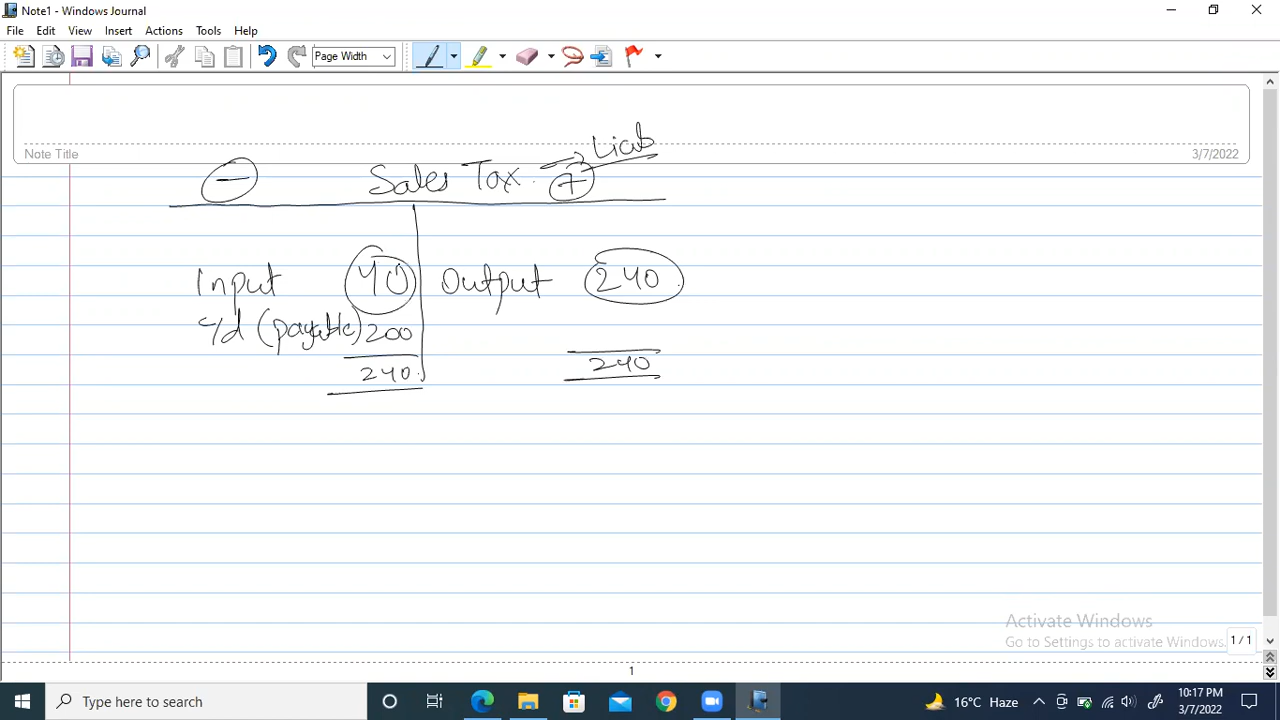 Note1 - Windows Journal
File Edit View Insert Actions Tools Help
Page Width
Note Title
3/7/2022
→ Liab
− Sales Tax. +
Input 40 Output 240
c/d (payable) 200
240 240
Activate Windows
Go to Settings to activate Windows.
1 / 1
1
Type here to search
16°C Haze
10:17 PM
3/7/2022